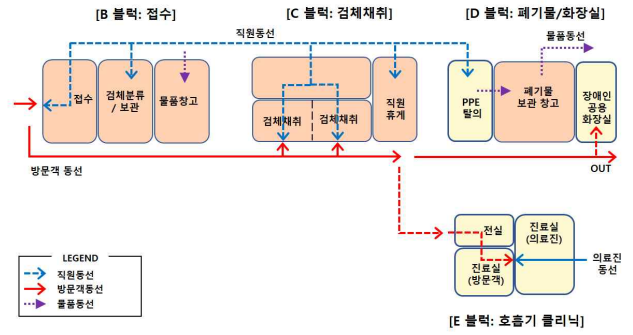 [B 블럭: 접수]
[C 블럭: 검체채취]
[D 블럭: 폐기물/화장실]
직원동선
물품동선
접수
검체분류
/ 보관
물품창고
검체채취
검체채취
직원
휴게
PPE
탈의
폐기물
보관 창고
장애인
공용
화장실
방문객 동선
OUT
전실
진료실
(의료진)
진료실
(방문객)
의료진
동선
LEGEND
직원동선
방문객동선
물품동선
[E 블럭: 호흡기 클리닉]